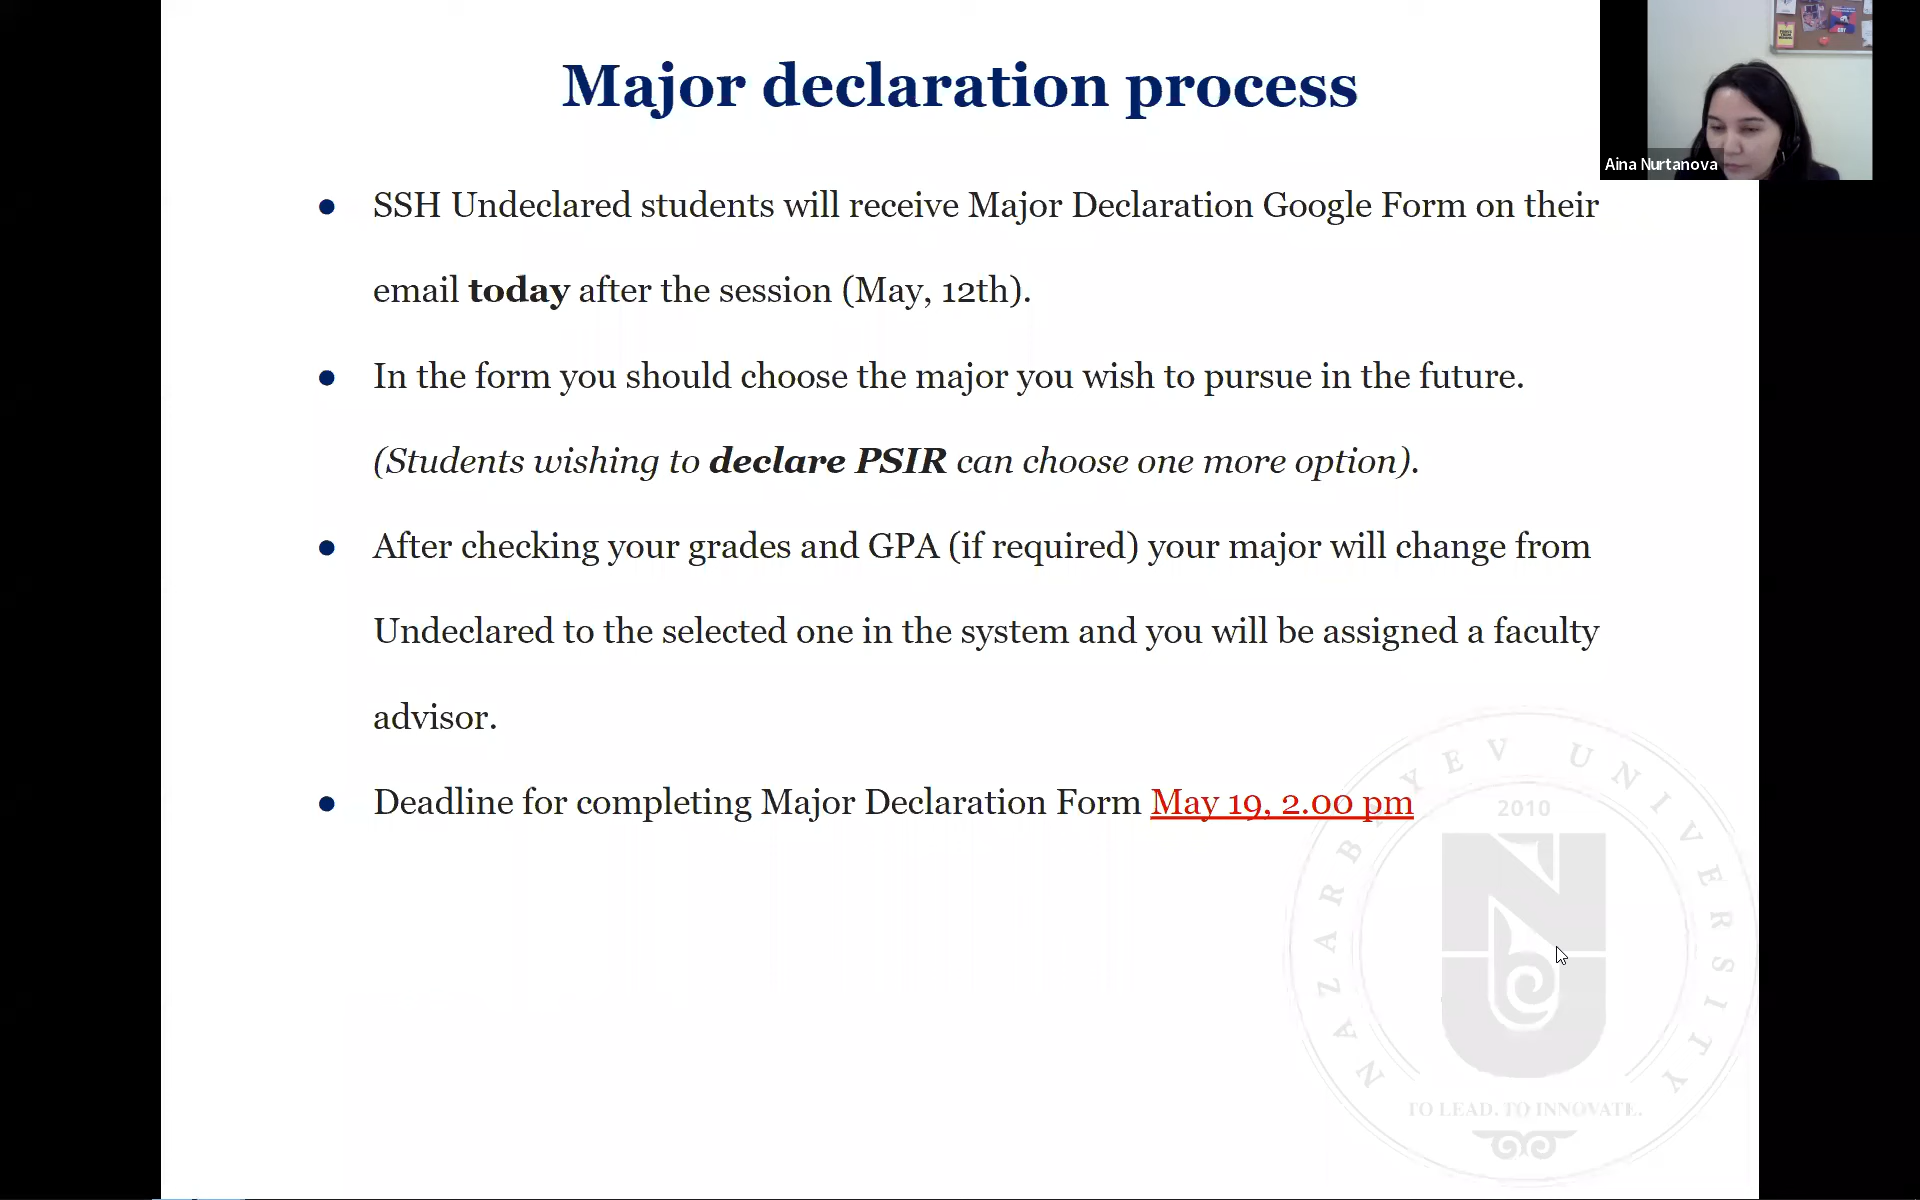 Major declaration process
Aina Nurtanova
● SSH Undeclared students will receive Major Declaration Google Form on their
email today after the session (May, 12th).
● In the form you should choose the major you wish to pursue in the future.
(Students wishing to declare PSIR can choose one more option).
● After checking your grades and GPA (if required) your major will change from
Undeclared to the selected one in the system and you will be assigned a faculty
advisor.
● Deadline for completing Major Declaration Form May 19, 2.00 pm
NAZARBAYEV UNIVERSITY
2010
TO LEAD. TO INNOVATE.